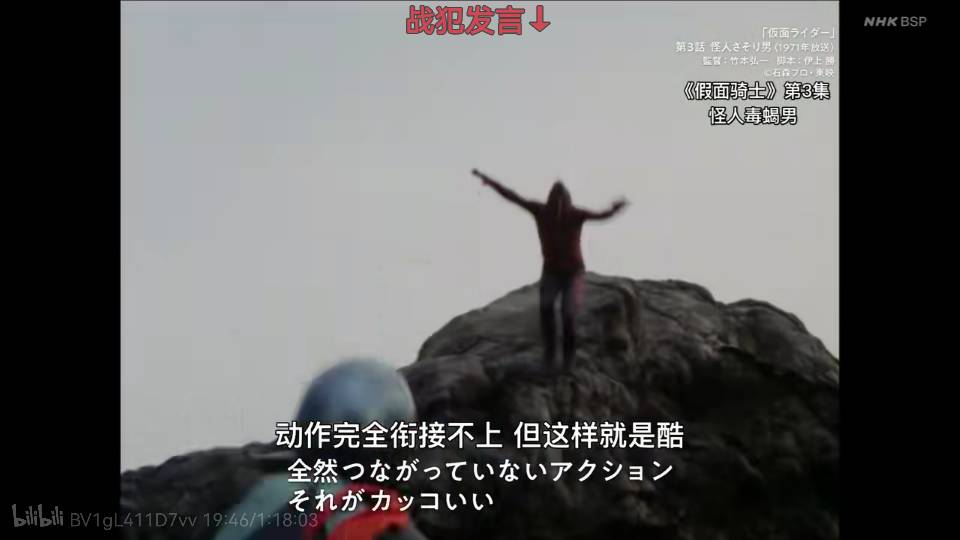 战犯发言↓
NHK BSP
「仮面ライダー」
第3話 怪人さそり男(1971年放送)
監督:竹本弘一 脚本:伊上 勝
©石森プロ・東映
《假面骑士》第3集
怪人毒蝎男
动作完全衔接不上 但这样就是酷
全然つながっていないアクション
それがカッコいい
bilibili BV1gL411D7vv 19:46/1:18:03